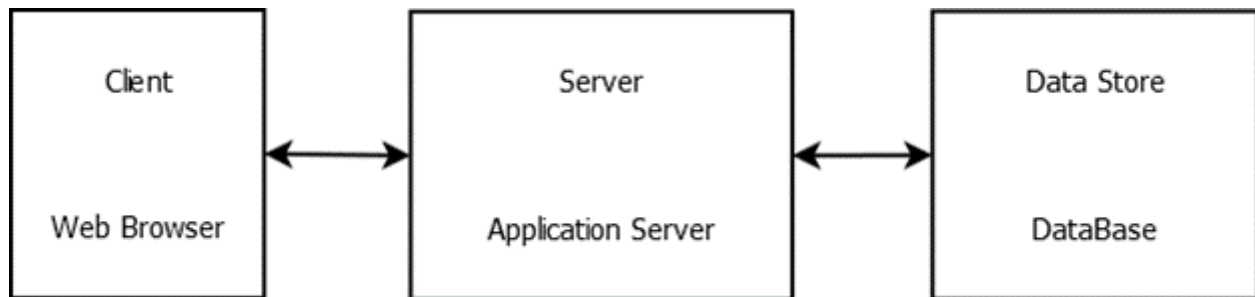 Client
Web Browser
Server
Application Server
Data Store
DataBase